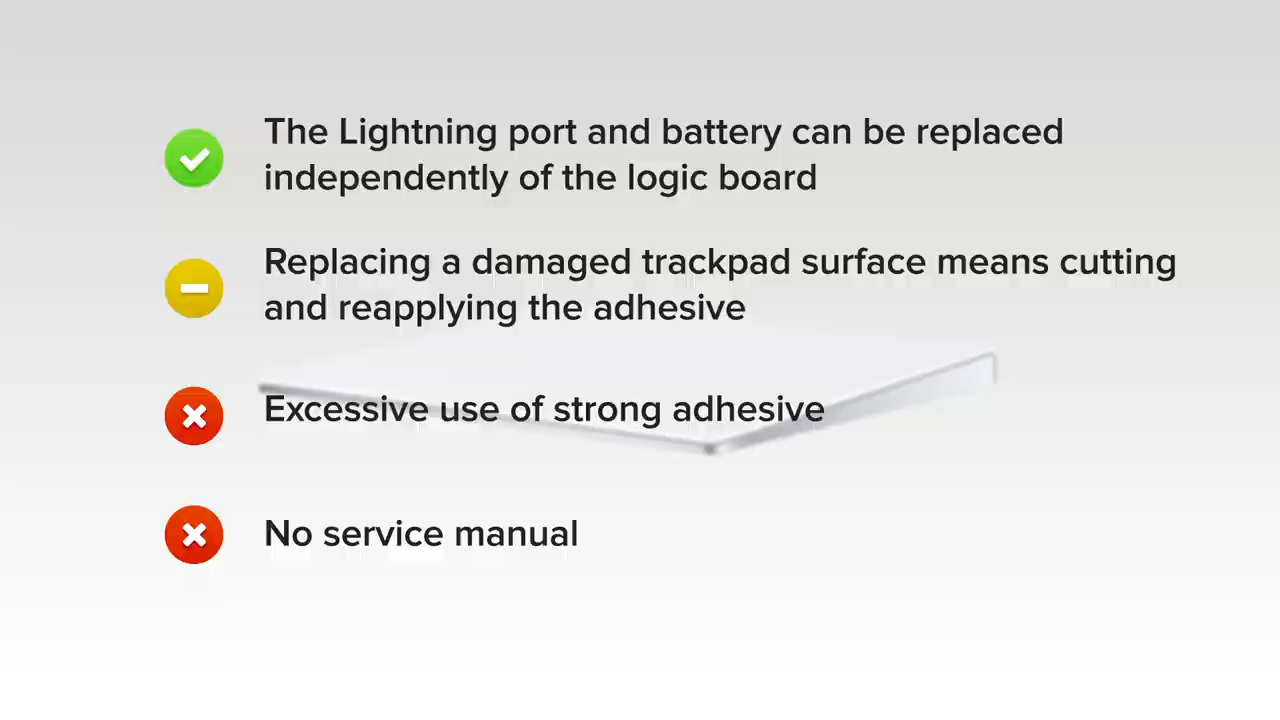 The Lightning port and battery can be replaced
independently of the logic board
Replacing a damaged trackpad surface means cutting
and reapplying the adhesive
Excessive use of strong adhesive
No service manual